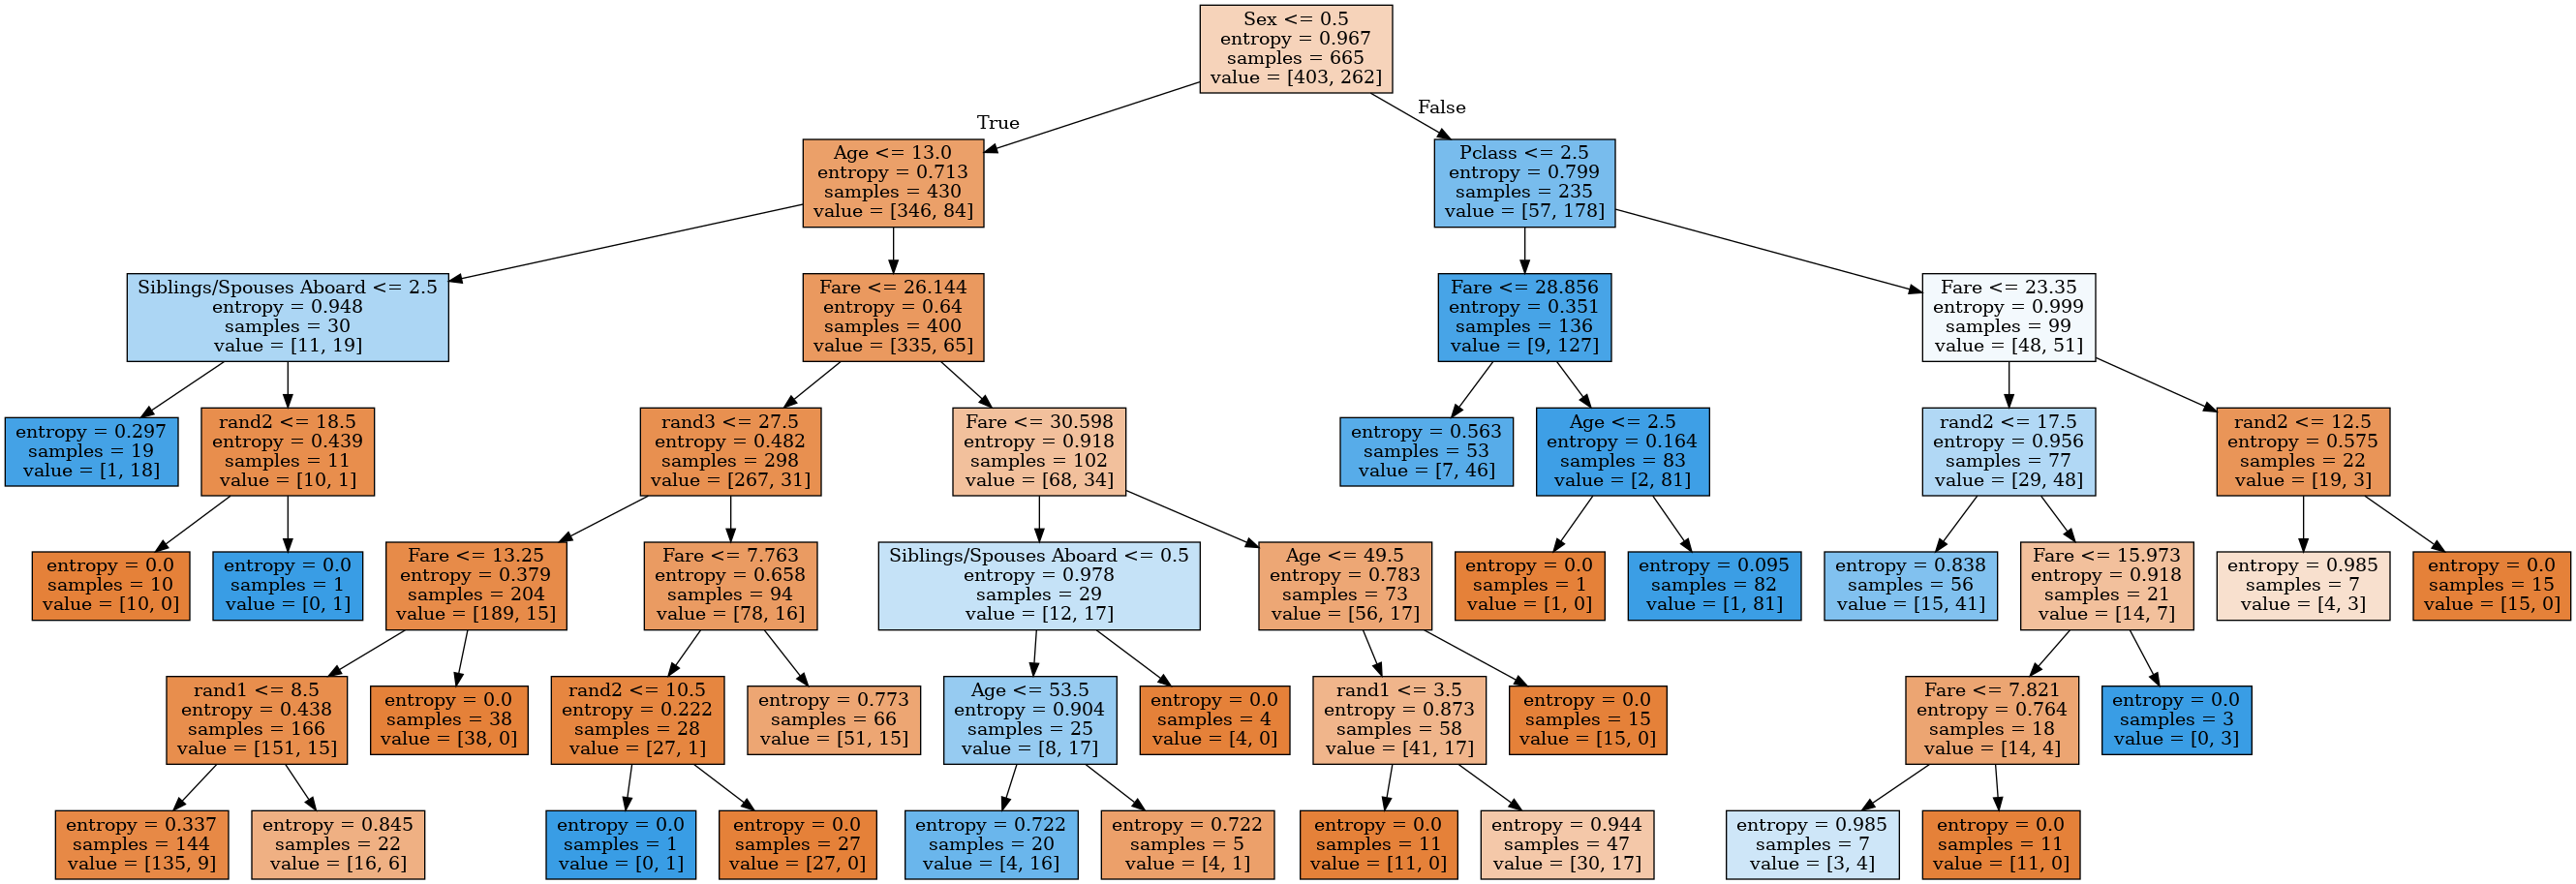 Sex <= 0.5
entropy = 0.967
samples = 665
value = [403, 262]
True
False
Age <= 13.0
entropy = 0.713
samples = 430
value = [346, 84]
Pclass <= 2.5
entropy = 0.799
samples = 235
value = [57, 178]
Siblings/Spouses Aboard <= 2.5
entropy = 0.948
samples = 30
value = [11, 19]
Fare <= 26.144
entropy = 0.64
samples = 400
value = [335, 65]
Fare <= 28.856
entropy = 0.351
samples = 136
value = [9, 127]
Fare <= 23.35
entropy = 0.999
samples = 99
value = [48, 51]
entropy = 0.297
samples = 19
value = [1, 18]
rand2 <= 18.5
entropy = 0.439
samples = 11
value = [10, 1]
rand3 <= 27.5
entropy = 0.482
samples = 298
value = [267, 31]
Fare <= 30.598
entropy = 0.918
samples = 102
value = [68, 34]
entropy = 0.563
samples = 53
value = [7, 46]
Age <= 2.5
entropy = 0.164
samples = 83
value = [2, 81]
rand2 <= 17.5
entropy = 0.956
samples = 77
value = [29, 48]
rand2 <= 12.5
entropy = 0.575
samples = 22
value = [19, 3]
entropy = 0.0
samples = 10
value = [10, 0]
entropy = 0.0
samples = 1
value = [0, 1]
Fare <= 13.25
entropy = 0.379
samples = 204
value = [189, 15]
Fare <= 7.763
entropy = 0.658
samples = 94
value = [78, 16]
Siblings/Spouses Aboard <= 0.5
entropy = 0.978
samples = 29
value = [12, 17]
Age <= 49.5
entropy = 0.783
samples = 73
value = [56, 17]
entropy = 0.0
samples = 1
value = [1, 0]
entropy = 0.095
samples = 82
value = [1, 81]
entropy = 0.838
samples = 56
value = [15, 41]
Fare <= 15.973
entropy = 0.918
samples = 21
value = [14, 7]
entropy = 0.985
samples = 7
value = [4, 3]
entropy = 0.0
samples = 15
value = [15, 0]
rand1 <= 8.5
entropy = 0.438
samples = 166
value = [151, 15]
entropy = 0.0
samples = 38
value = [38, 0]
rand2 <= 10.5
entropy = 0.222
samples = 28
value = [27, 1]
entropy = 0.773
samples = 66
value = [51, 15]
Age <= 53.5
entropy = 0.904
samples = 25
value = [8, 17]
entropy = 0.0
samples = 4
value = [4, 0]
rand1 <= 3.5
entropy = 0.873
samples = 58
value = [41, 17]
entropy = 0.0
samples = 15
value = [15, 0]
Fare <= 7.821
entropy = 0.764
samples = 18
value = [14, 4]
entropy = 0.0
samples = 3
value = [0, 3]
entropy = 0.337
samples = 144
value = [135, 9]
entropy = 0.845
samples = 22
value = [16, 6]
entropy = 0.0
samples = 1
value = [0, 1]
entropy = 0.0
samples = 27
value = [27, 0]
entropy = 0.722
samples = 20
value = [4, 16]
entropy = 0.722
samples = 5
value = [4, 1]
entropy = 0.0
samples = 11
value = [11, 0]
entropy = 0.944
samples = 47
value = [30, 17]
entropy = 0.985
samples = 7
value = [3, 4]
entropy = 0.0
samples = 11
value = [11, 0]